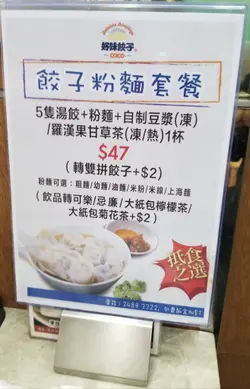 好味餃子
餃子粉麵套餐
5隻湯餃+粉麵+自制豆漿(凍)
/羅漢果甘草茶(凍/熱)1杯
$47
(轉雙拼餃子+$2)
粉麵可選：粗麵/幼麵/油麵/米粉/米線/上海麵
(飲品轉可樂/忌廉/大紙包檸檬茶/
大紙包菊花茶+$2)
抵食
之選